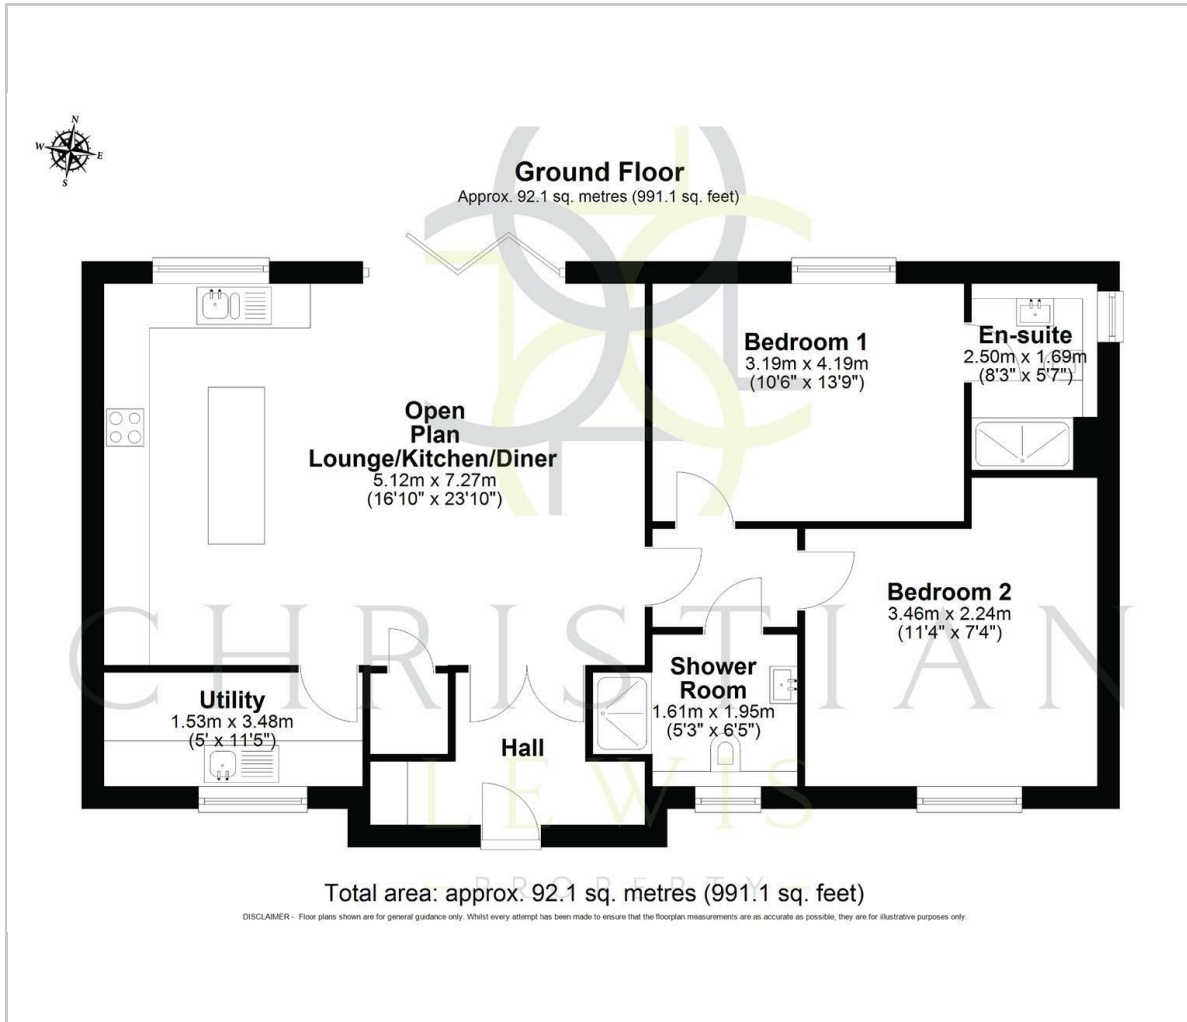 N
W
E
S
Ground Floor
Approx. 92.1 sq. metres (991.1 sq. feet)
Bedroom 1
3.19m x 4.19m
(10'6" x 13'9")
En-suite
2.50m x 1.69m
(8'3" x 5'7")
Open
Plan
Lounge/Kitchen/Diner
5.12m x 7.27m
(16'10" x 23'10")
Bedroom 2
3.46m x 2.24m
(11'4" x 7'4")
CHRISTIAN
Shower
Room
1.61m x 1.95m
(5'3" x 6'5")
Utility
1.53m x 3.48m
(5' x 11'5")
Hall
LEWIS
PROPERTY
Total area: approx. 92.1 sq. metres (991.1 sq. feet)
DISCLAIMER - Floor plans shown are for general guidance only. Whilst every attempt has been made to ensure that the floorplan measurements are as accurate as possible, they are for illustrative purposes only.